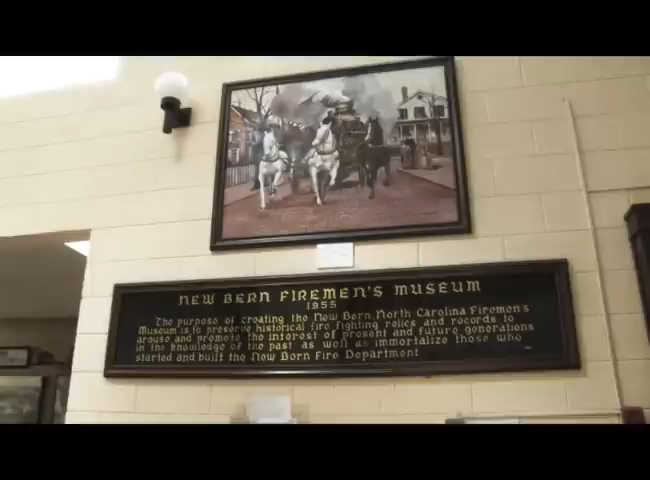 New Bern Firemen's Museum
1955
The purpose of creating the New Bern, North Carolina Firemen's
Museum is to preserve historical fire fighting relics and records to
arouse and promote the interest of present and future generations
in the knowledge of the past as well as immortalize those who
started and built the New Bern Fire Department